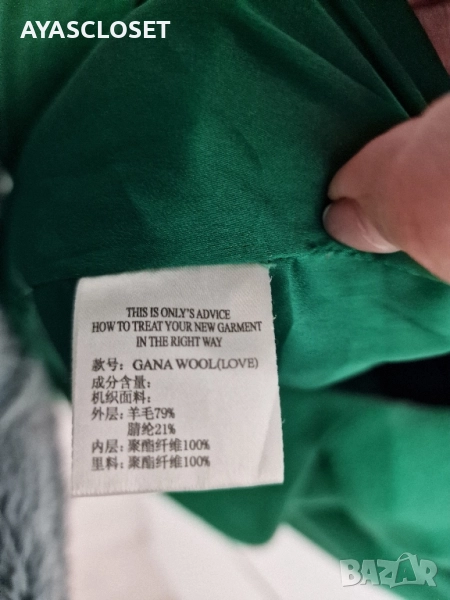 AYASCLOSET
THIS IS ONLY'S ADVICE
HOW TO TREAT YOUR NEW GARMENT
IN THE RIGHT WAY
款号：GANA WOOL(LOVE)
成分含量：
机织面料：
外层：羊毛79%
腈纶21%
内层：聚酯纤维100%
里料：聚酯纤维100%
BAZAR